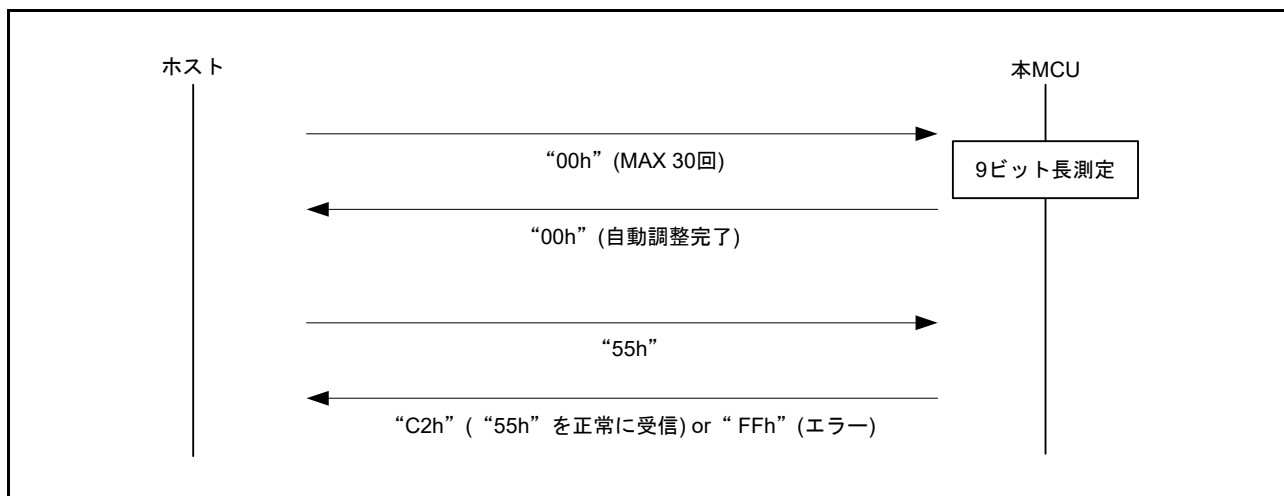 ホスト
本MCU
“00h” (MAX 30回)
9ビット長測定
“00h” (自動調整完了)
“55h”
“C2h” ( “55h” を正常に受信) or “ FFh” (エラー)